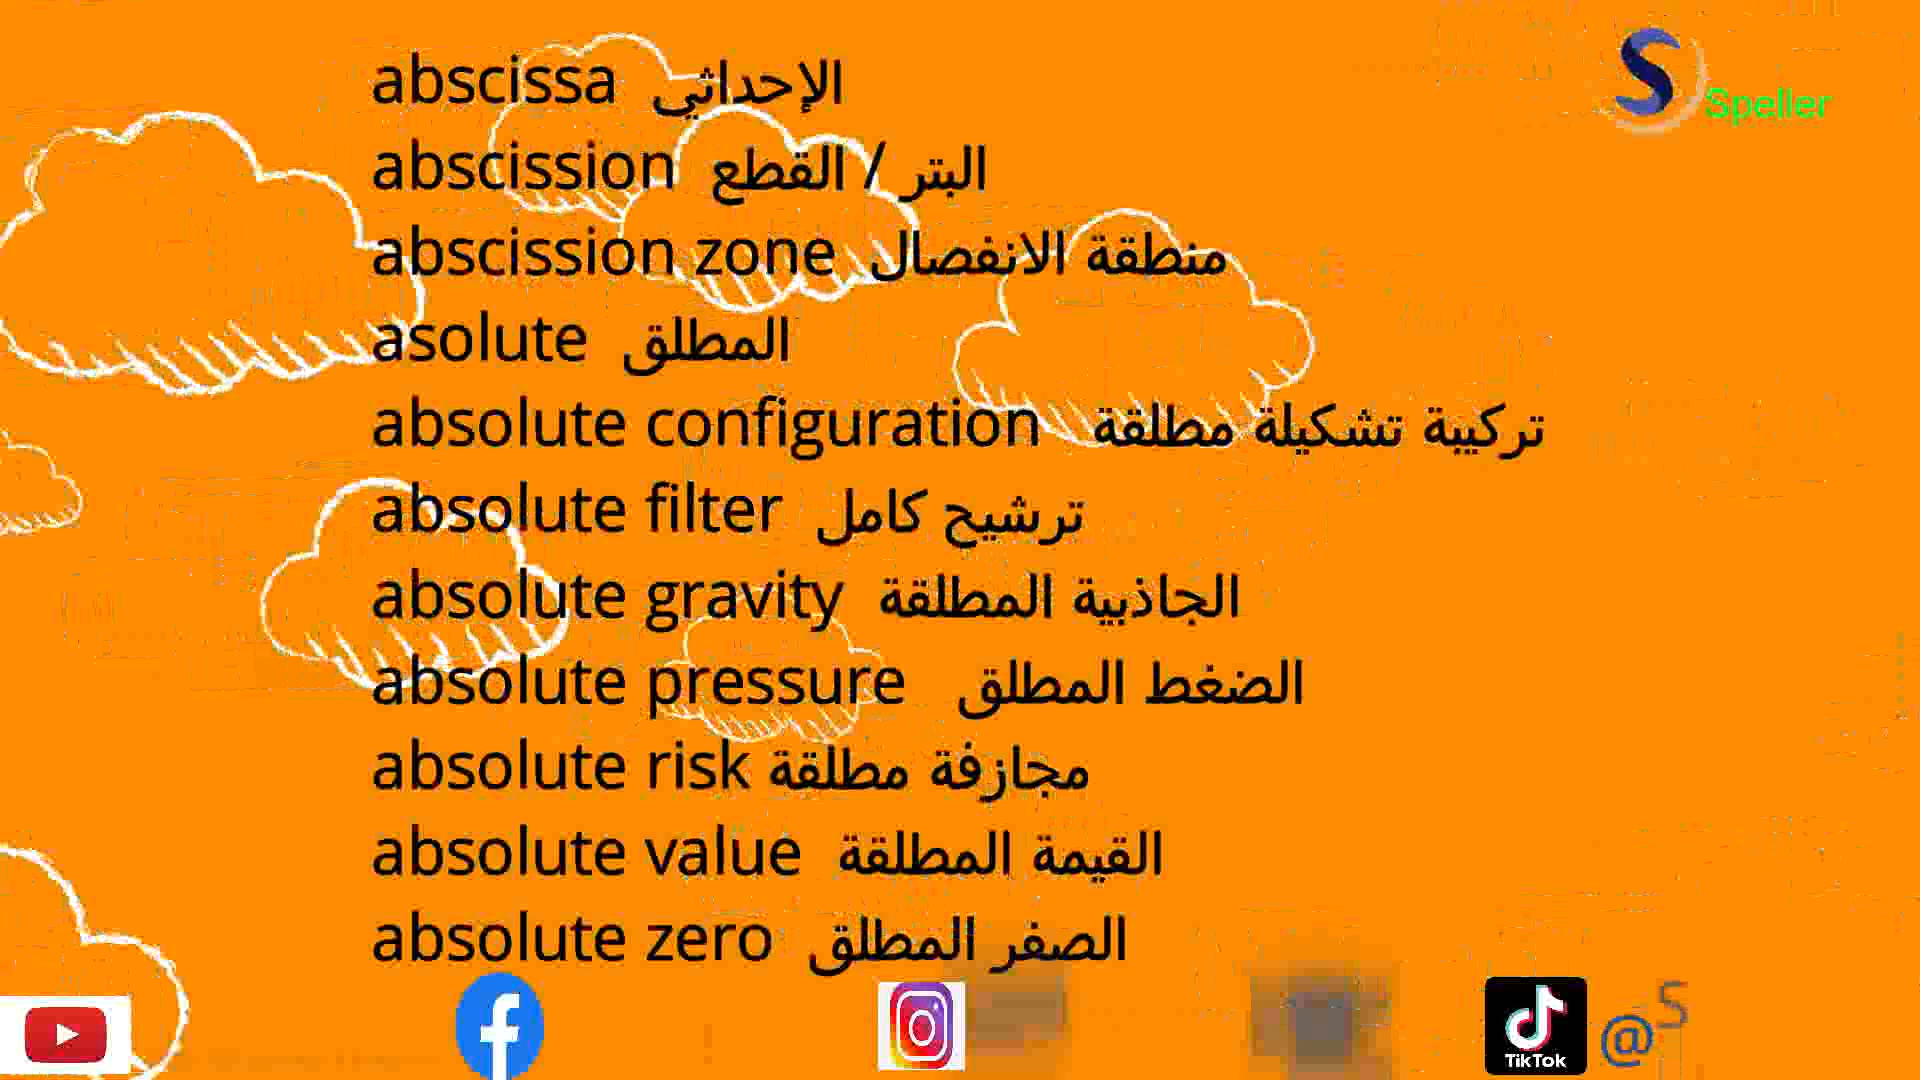 Speller
abscissa الإحداثي
abscission البتر / القطع
abscission zone منطقة الانفصال
asolute المطلق
absolute configuration تركيبة تشكيلة مطلقة
absolute filter ترشيح كامل
absolute gravity الجاذبية المطلقة
absolute pressure الضغط المطلق
absolute risk مجازفة مطلقة
absolute value القيمة المطلقة
absolute zero الصفر المطلق
TikTok
@S